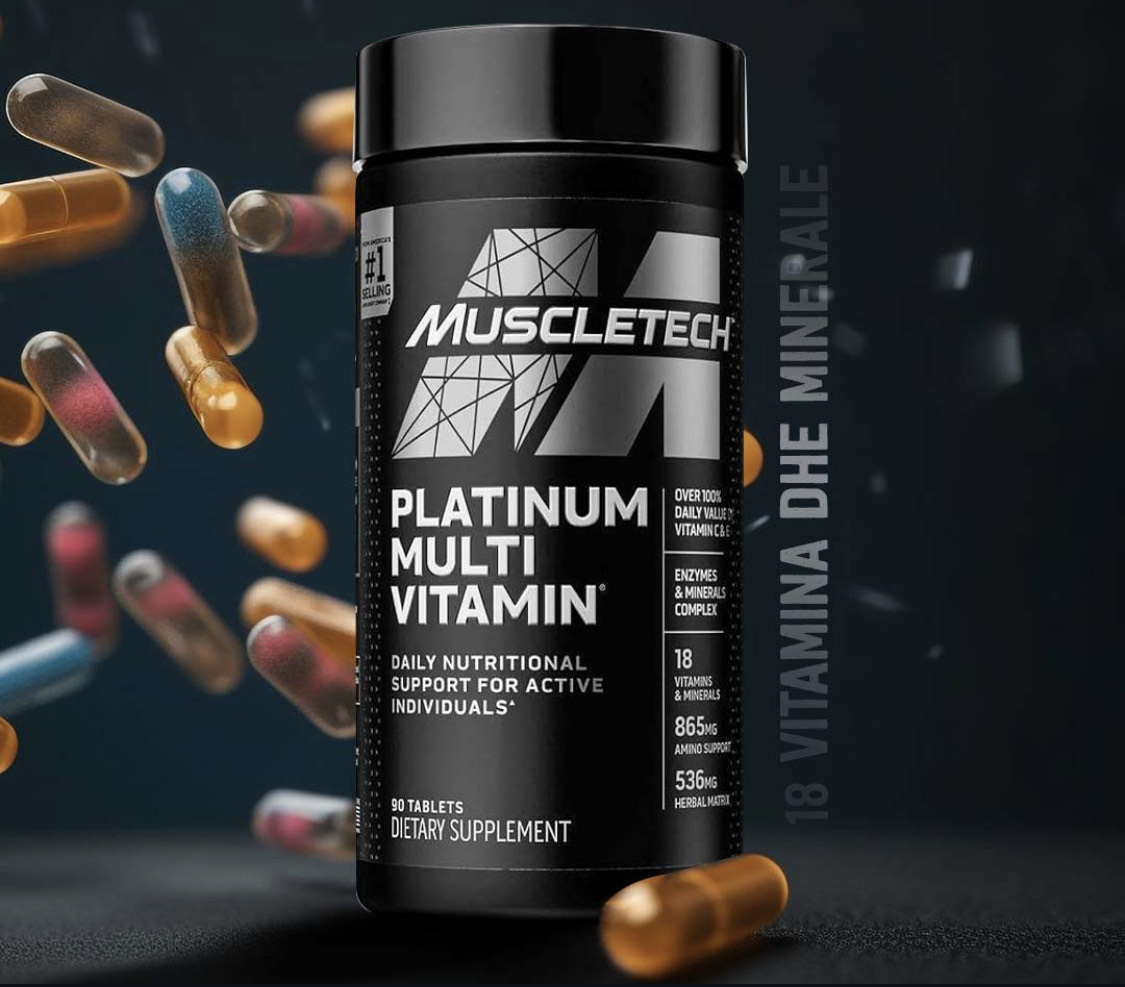 FROM AMERICA'S
#1
SELLING
MUSCLETECH
PLATINUM
MULTI
VITAMIN®
DAILY NUTRITIONAL
SUPPORT FOR ACTIVE
INDIVIDUALS▲
90 TABLETS
DIETARY SUPPLEMENT
OVER 100%
DAILY VALUE
VITAMIN C & E
ENZYMES
& MINERALS
COMPLEX
18
VITAMINS
& MINERALS
865MG
AMINO SUPPORT
536MG
HERBAL MATRIX
18 VITAMINA DHE MINERALE